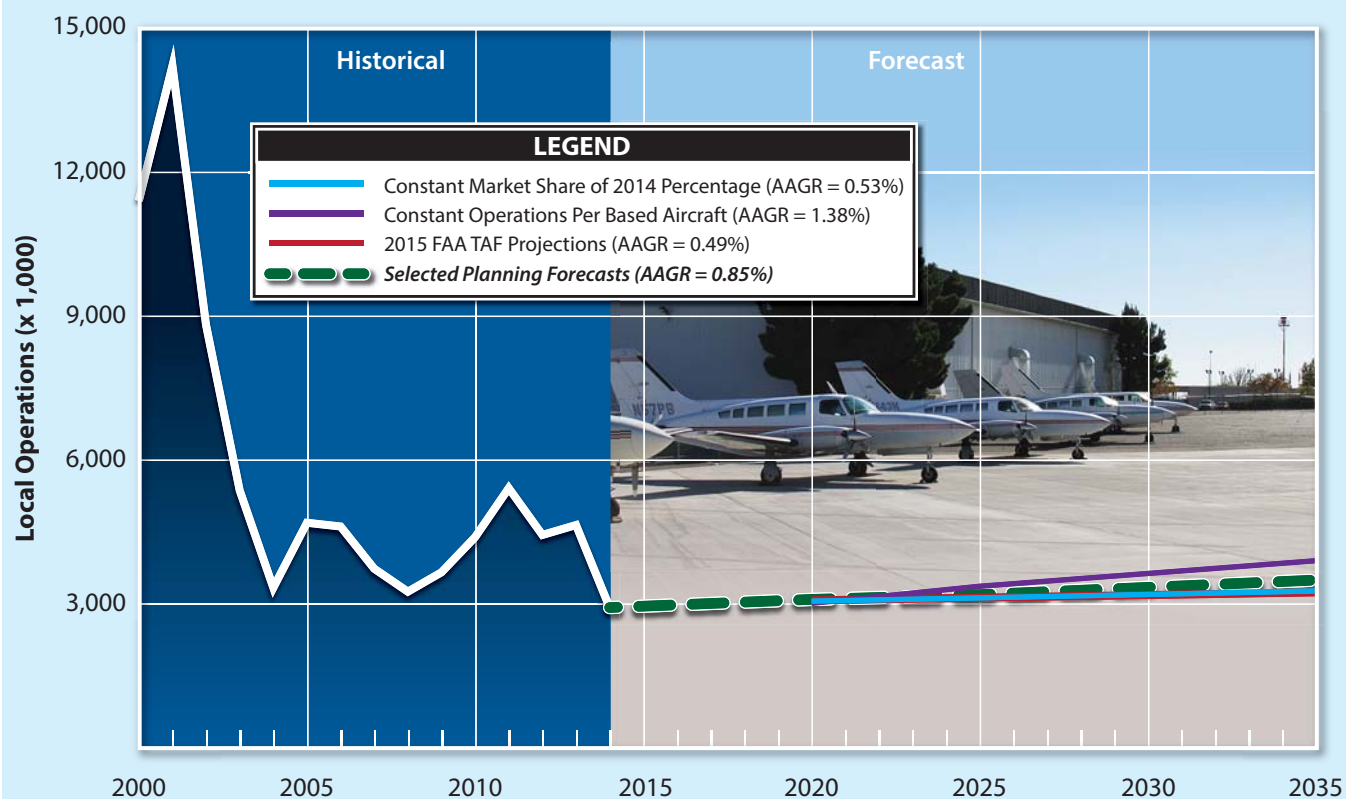 15,000
12,000
9,000
6,000
3,000
Local Operations (x 1,000)
Historical
Forecast
LEGEND
Constant Market Share of 2014 Percentage (AAGR = 0.53%)
Constant Operations Per Based Aircraft (AAGR = 1.38%)
2015 FAA TAF Projections (AAGR = 0.49%)
Selected Planning Forecasts (AAGR = 0.85%)
2000 2005 2010 2015 2020 2025 2030 2035